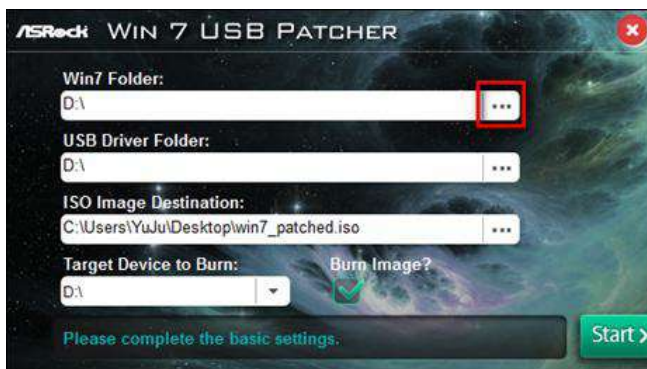 ASRock WIN 7 USB PATCHER
Win7 Folder:
D:\
...
USB Driver Folder:
D:\
...
ISO Image Destination:
C:\Users\YuJu\Desktop\win7_patched.iso
...
Target Device to Burn:
Burn Image?
D:\
Please complete the basic settings.
Start